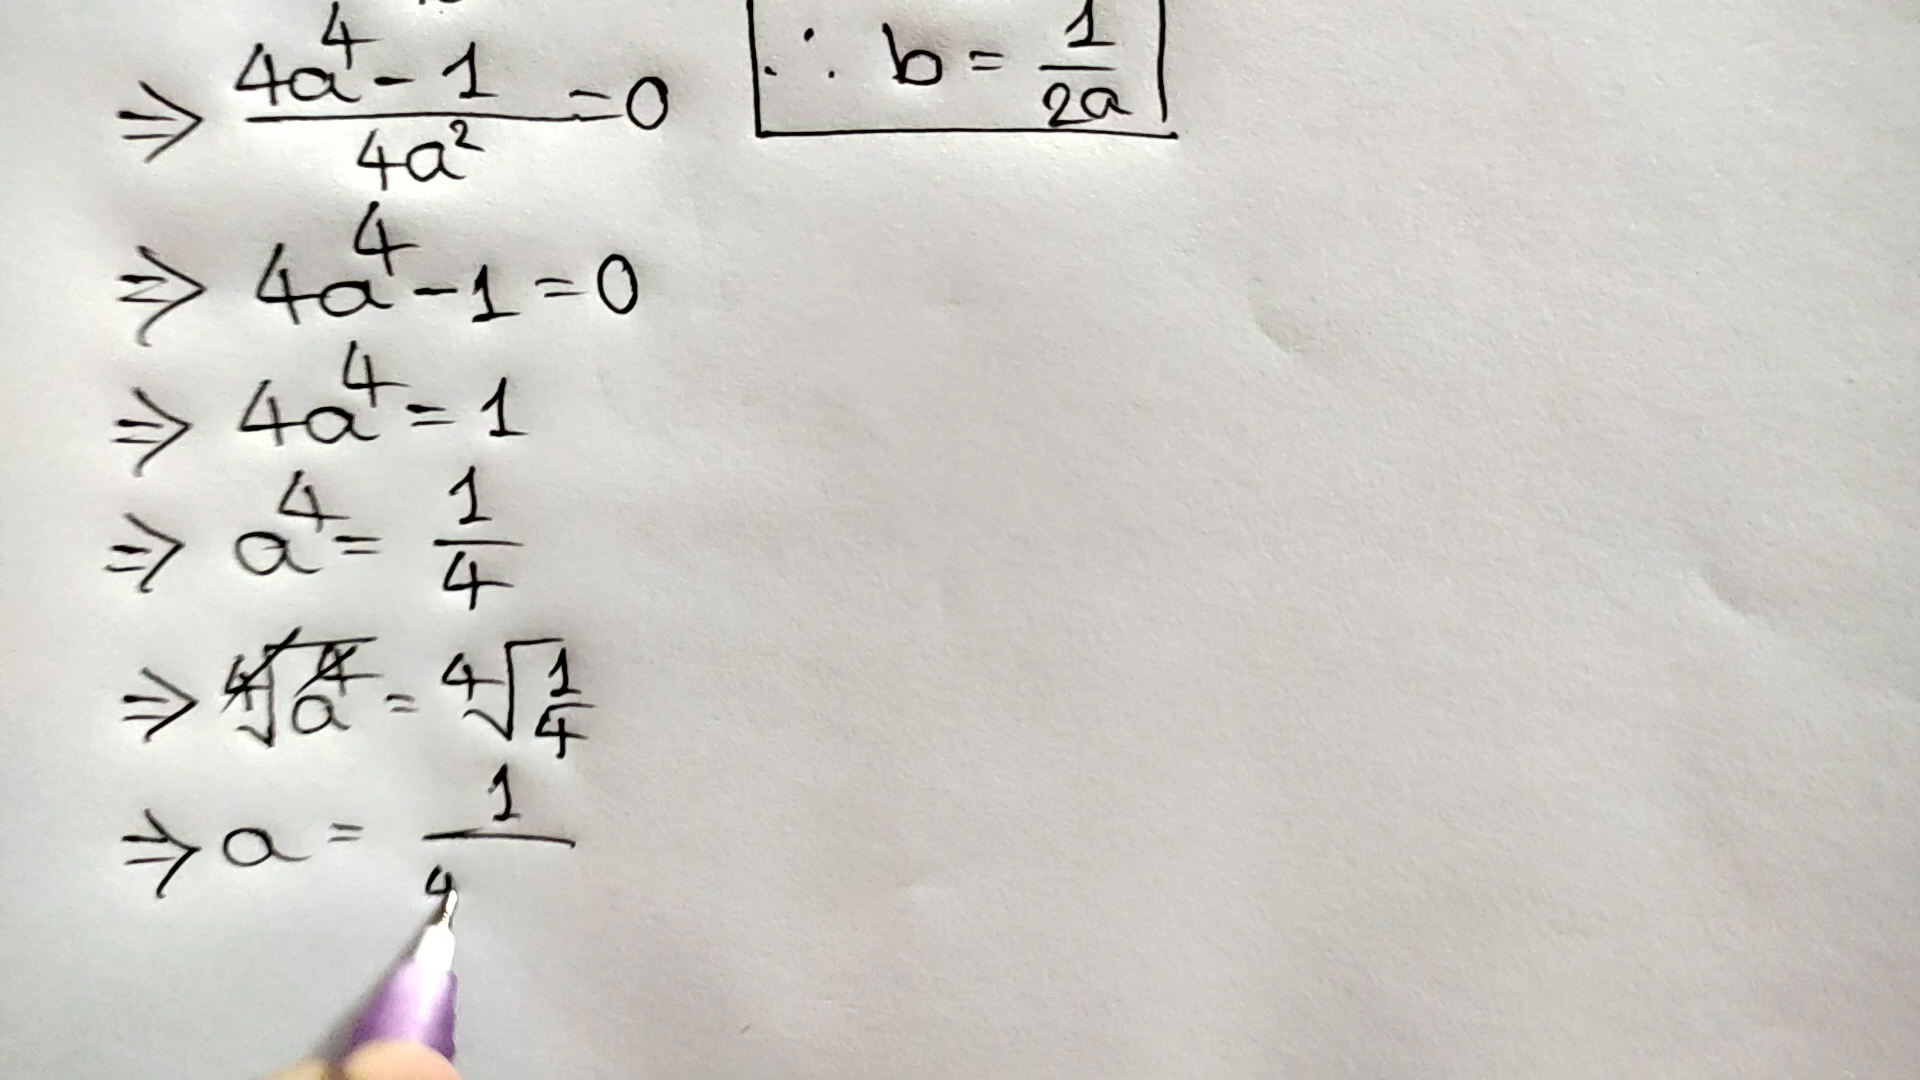 ⇒ (4a⁴ - 1)/(4a²) = 0
∴ b = 1/(2a)
⇒ 4a⁴ - 1 = 0
⇒ 4a⁴ = 1
⇒ a⁴ = 1/4
⇒ ⁴√(a⁴) = ⁴√(1/4)
⇒ a = 1/4